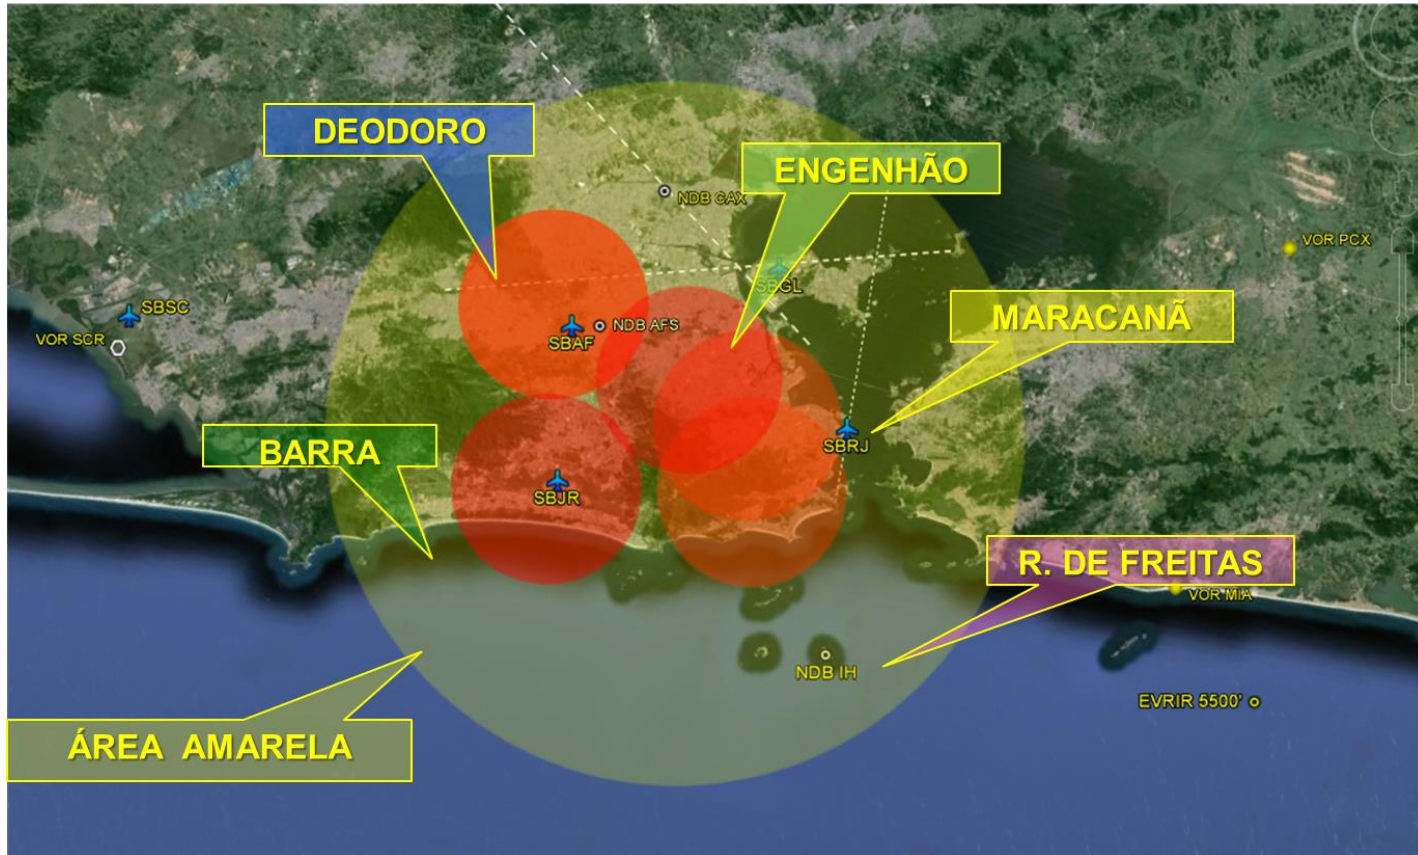 DEODORO
ENGENHÃO
NDB CAX
VOR PCX
SBGL
SBSC
MARACANÃ
NDB AFS
VOR SCR
SBAF
BARRA
SBRJ
SBJR
R. DE FREITAS
VOR MIA
NDB IH
EVRIR 5500'
ÁREA AMARELA